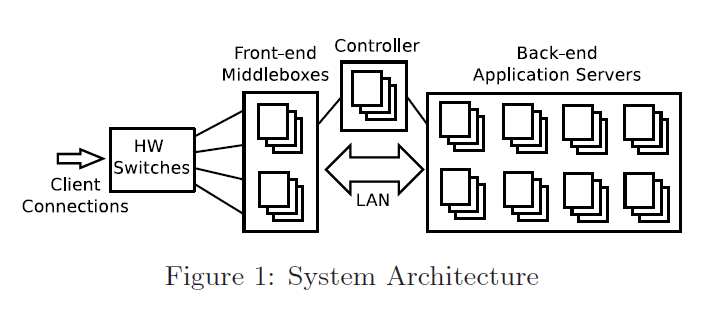 Front-end
Middleboxes
Controller
Back-end
Application Servers
HW
Switches
Client
Connections
LAN
Figure 1: System Architecture